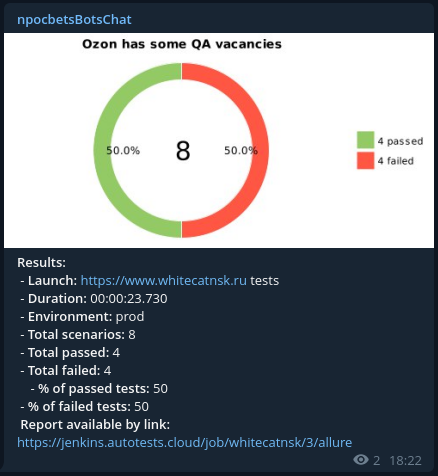 npocbetsBotsChat
Ozon has some QA vacancies
50.0%
8
50.0%
4 passed
4 failed
Results:
- Launch: https://www.whitecatnsk.ru tests
- Duration: 00:00:23.730
- Environment: prod
- Total scenarios: 8
- Total passed: 4
- Total failed: 4
- % of passed tests: 50
- % of failed tests: 50
Report available by link:
https://jenkins.autotests.cloud/job/whitecatnsk/3/allure
2 18:22